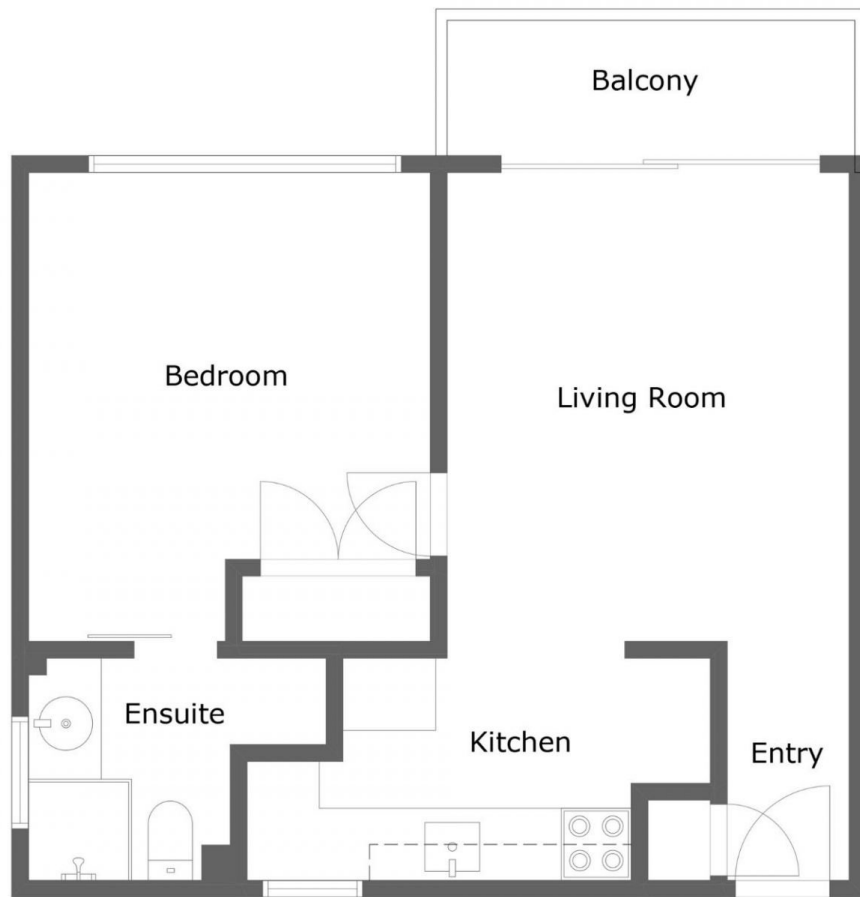 Balcony
Bedroom
Living Room
Ensuite
Kitchen
Entry